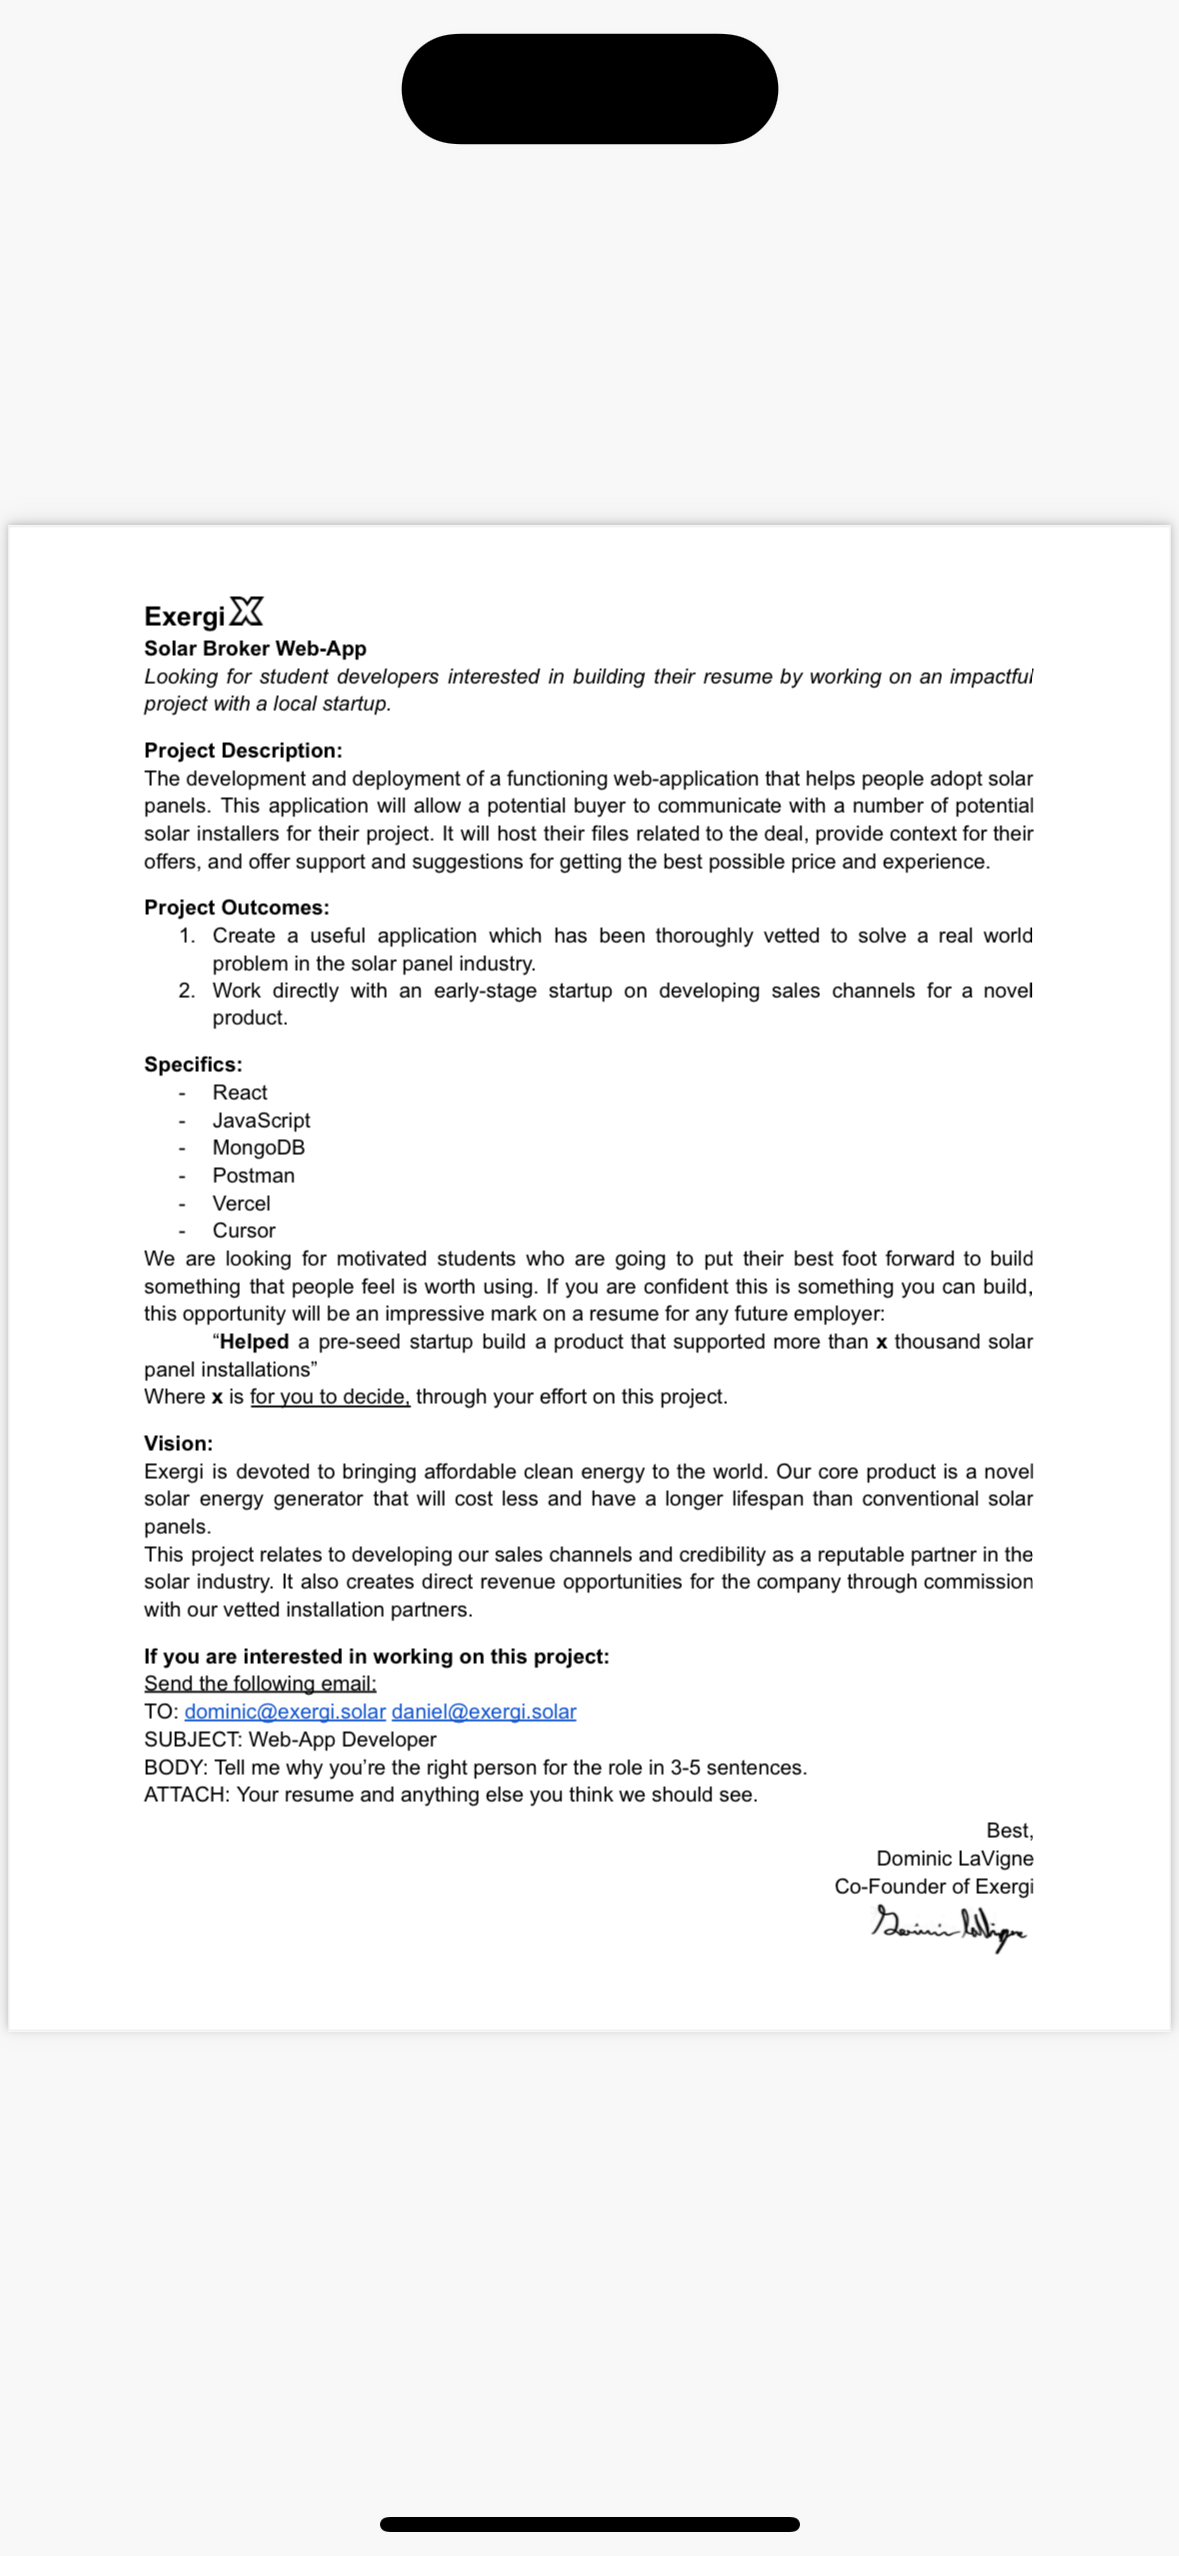 Exergi
Solar Broker Web-App
Looking for student developers interested in building their resume by working on an impactful
project with a local startup.
Project Description:
The development and deployment of a functioning web-application that helps people adopt solar
panels. This application will allow a potential buyer to communicate with a number of potential
solar installers for their project. It will host their files related to the deal, provide context for their
offers, and offer support and suggestions for getting the best possible price and experience.
Project Outcomes:
1. Create a useful application which has been thoroughly vetted to solve a real world
problem in the solar panel industry.
2. Work directly with an early-stage startup on developing sales channels for a novel
product.
Specifics:
- React
- JavaScript
- MongoDB
- Postman
- Vercel
- Cursor
We are looking for motivated students who are going to put their best foot forward to build
something that people feel is worth using. If you are confident this is something you can build,
this opportunity will be an impressive mark on a resume for any future employer:
“Helped a pre-seed startup build a product that supported more than x thousand solar
panel installations”
Where x is for you to decide, through your effort on this project.
Vision:
Exergi is devoted to bringing affordable clean energy to the world. Our core product is a novel
solar energy generator that will cost less and have a longer lifespan than conventional solar
panels.
This project relates to developing our sales channels and credibility as a reputable partner in the
solar industry. It also creates direct revenue opportunities for the company through commission
with our vetted installation partners.
If you are interested in working on this project:
Send the following email:
TO: dominic@exergi.solar daniel@exergi.solar
SUBJECT: Web-App Developer
BODY: Tell me why you’re the right person for the role in 3-5 sentences.
ATTACH: Your resume and anything else you think we should see.
Best,
Dominic LaVigne
Co-Founder of Exergi
Dominic LaVigne